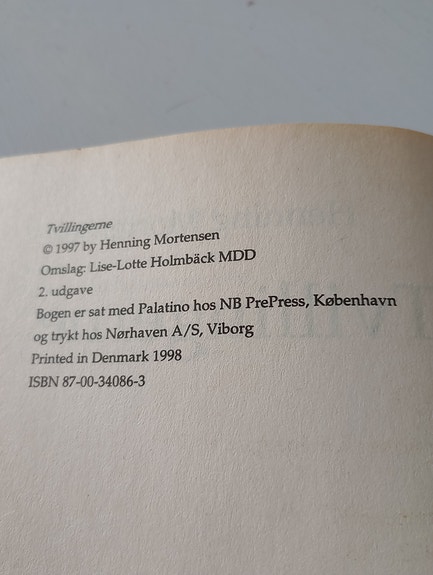 Tvillingerne
© 1997 by Henning Mortensen
Omslag: Lise-Lotte Holmbäck MDD
2. udgave
Bogen er sat med Palatino hos NB PrePress, København
og trykt hos Nørhaven A/S, Viborg
Printed in Denmark 1998
ISBN 87-00-34086-3